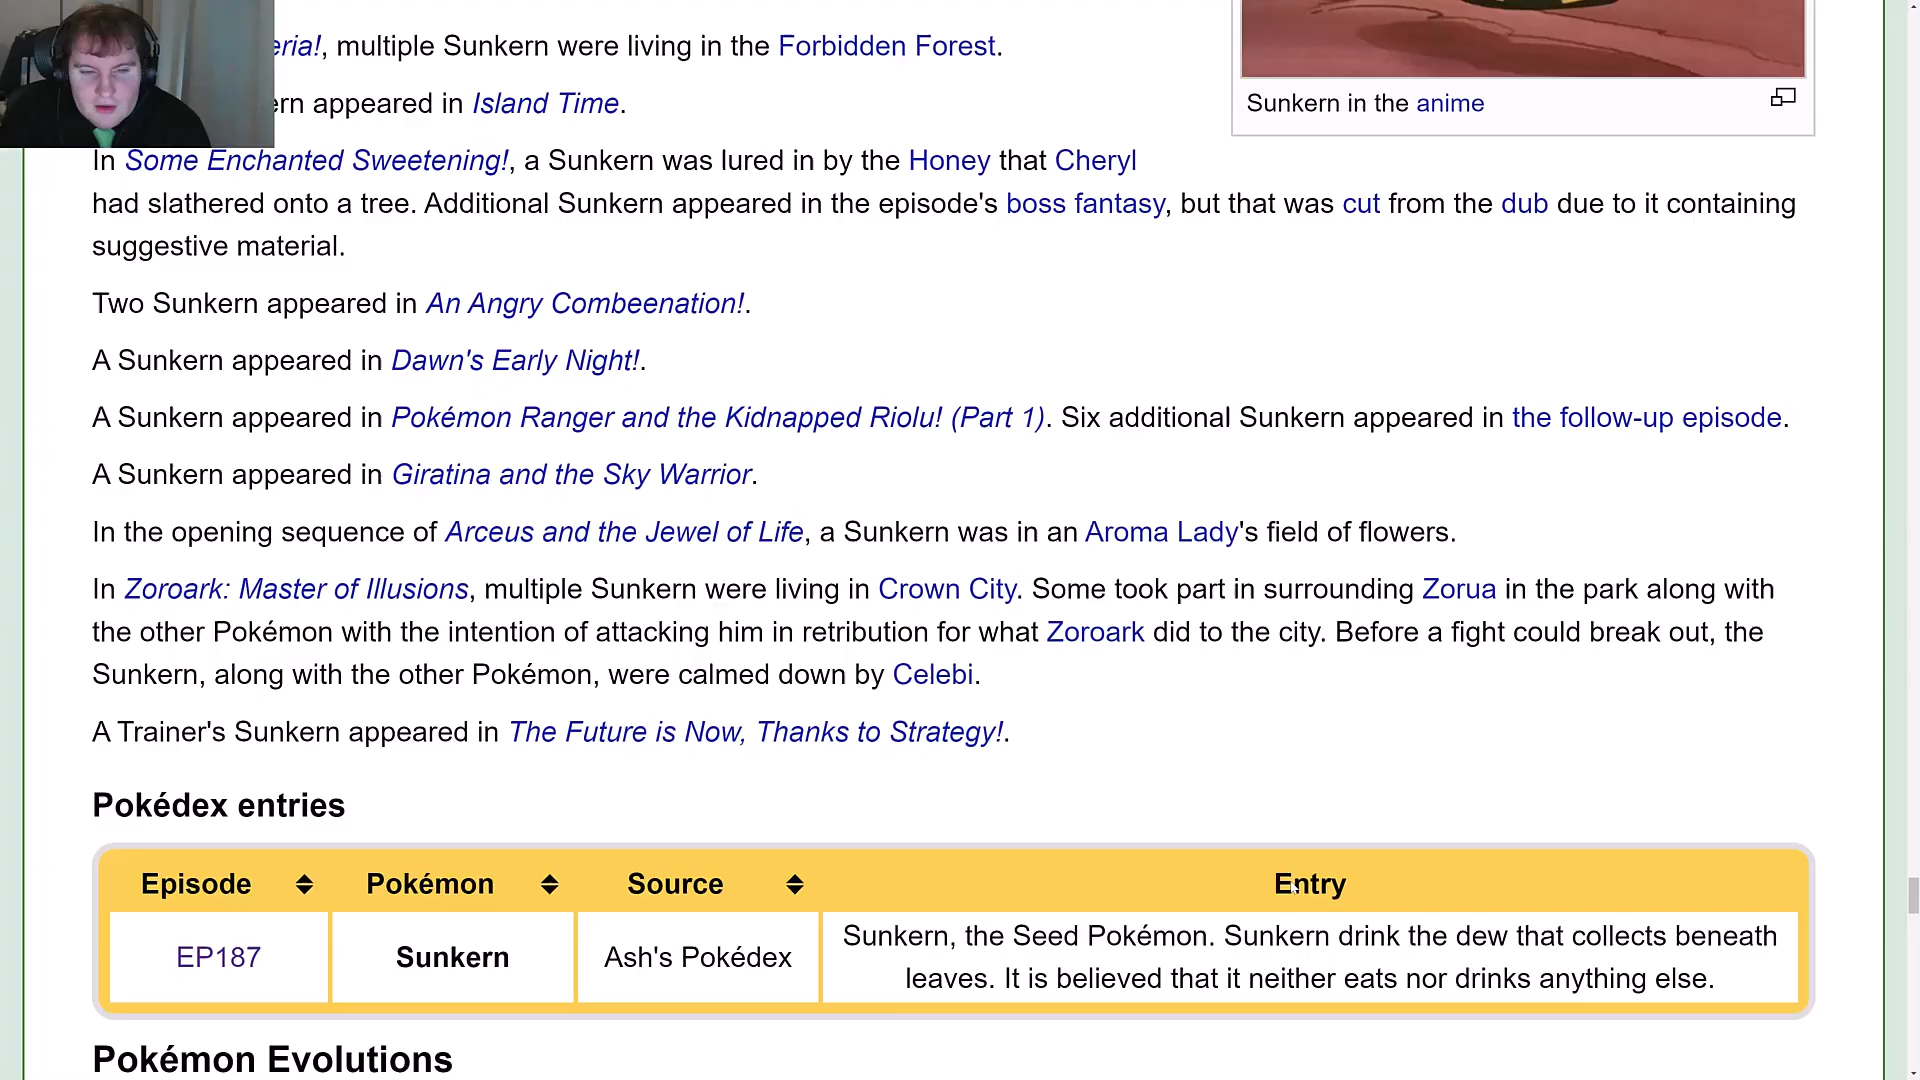 eria!, multiple Sunkern were living in the Forbidden Forest.
Sunkern in the anime
ern appeared in Island Time.
In Some Enchanted Sweetening!, a Sunkern was lured in by the Honey that Cheryl
had slathered onto a tree. Additional Sunkern appeared in the episode's boss fantasy, but that was cut from the dub due to it containing
suggestive material.
Two Sunkern appeared in An Angry Combeenation!.
A Sunkern appeared in Dawn's Early Night!.
A Sunkern appeared in Pokémon Ranger and the Kidnapped Riolu! (Part 1). Six additional Sunkern appeared in the follow-up episode.
A Sunkern appeared in Giratina and the Sky Warrior.
In the opening sequence of Arceus and the Jewel of Life, a Sunkern was in an Aroma Lady's field of flowers.
In Zoroark: Master of Illusions, multiple Sunkern were living in Crown City. Some took part in surrounding Zorua in the park along with
the other Pokémon with the intention of attacking him in retribution for what Zoroark did to the city. Before a fight could break out, the
Sunkern, along with the other Pokémon, were calmed down by Celebi.
A Trainer's Sunkern appeared in The Future is Now, Thanks to Strategy!.
Pokédex entries
Episode Pokémon Source Entry
EP187 Sunkern Ash's Pokédex Sunkern, the Seed Pokémon. Sunkern drink the dew that collects beneath
leaves. It is believed that it neither eats nor drinks anything else.
Pokémon Evolutions